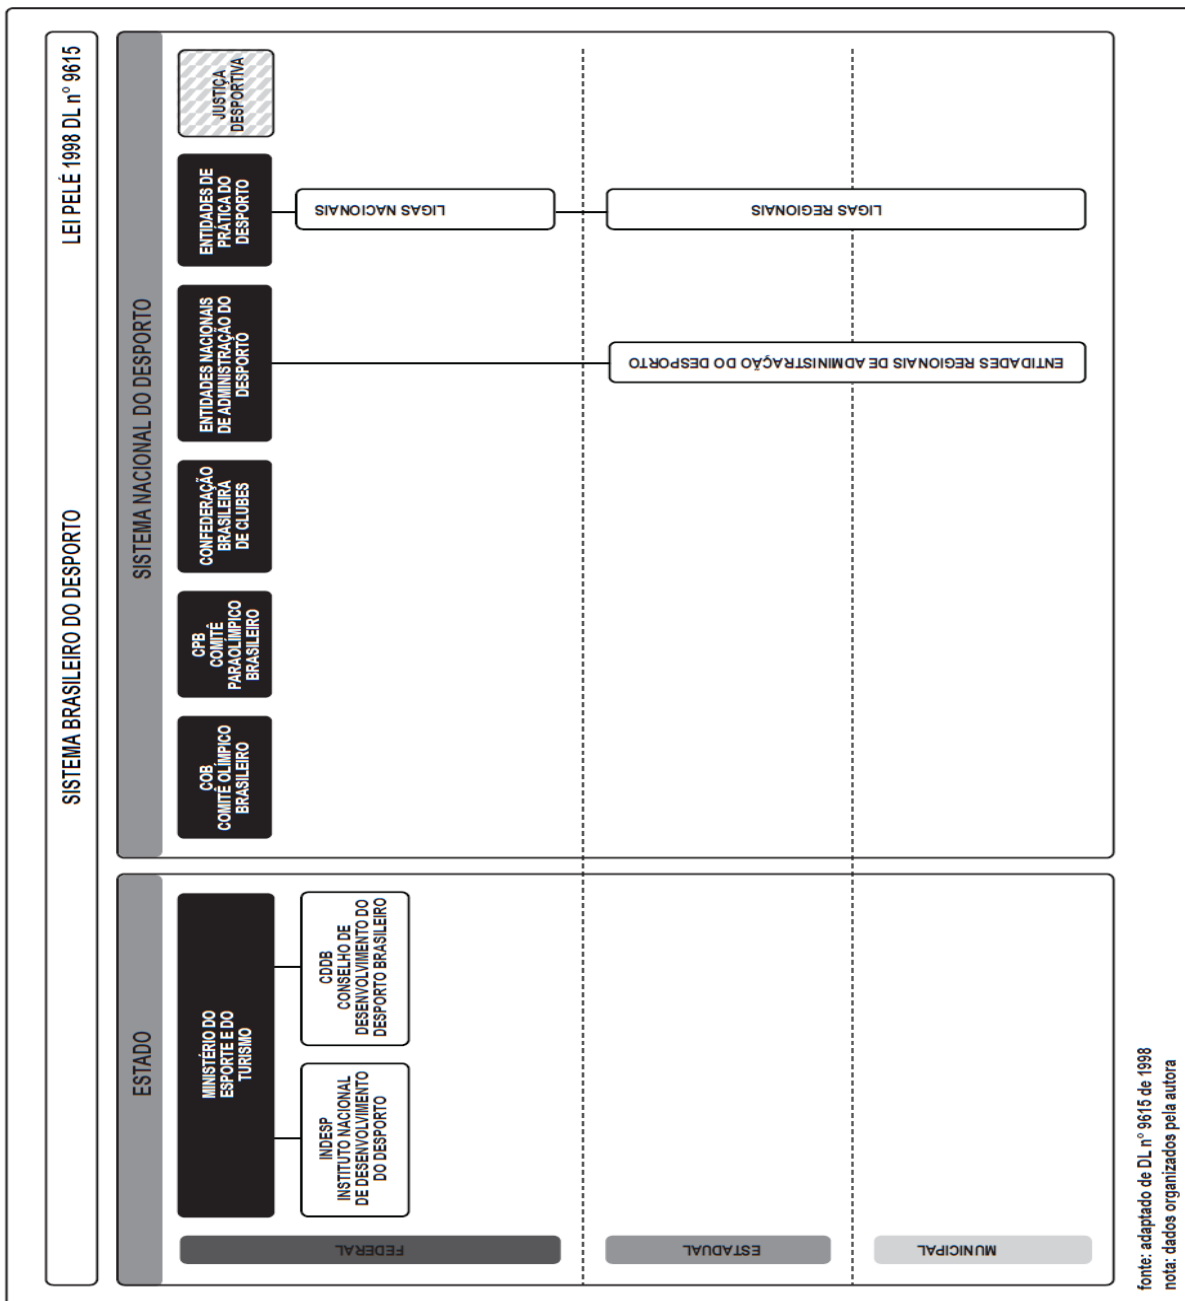 SISTEMA BRASILEIRO DO DESPORTO
LEI PELÉ 1998 DL nº 9615
ESTADO
SISTEMA NACIONAL DO DESPORTO
MINISTÉRIO DO
ESPORTE E DO
TURISMO
INDESP
INSTITUTO NACIONAL
DE DESENVOLVIMENTO
DO DESPORTO
CDDB
CONSELHO DE
DESENVOLVIMENTO DO
DESPORTO BRASILEIRO
COB
COMITÊ OLÍMPICO
BRASILEIRO
CPB
COMITÊ
PARAOLÍMPICO
BRASILEIRO
CONFEDERAÇÃO
BRASILEIRA
DE CLUBES
ENTIDADES NACIONAIS
DE ADMINISTRAÇÃO DO
DESPORTO
ENTIDADES DE
PRÁTICA DO
DESPORTO
JUSTIÇA
DESPORTIVA
LIGAS NACIONAIS
LIGAS REGIONAIS
ENTIDADES REGIONAIS DE ADMINISTRAÇÃO DO DESPORTO
FEDERAL
ESTADUAL
MUNICIPAL
fonte: adaptado de DL nº 9615 de 1998
nota: dados organizados pela autora